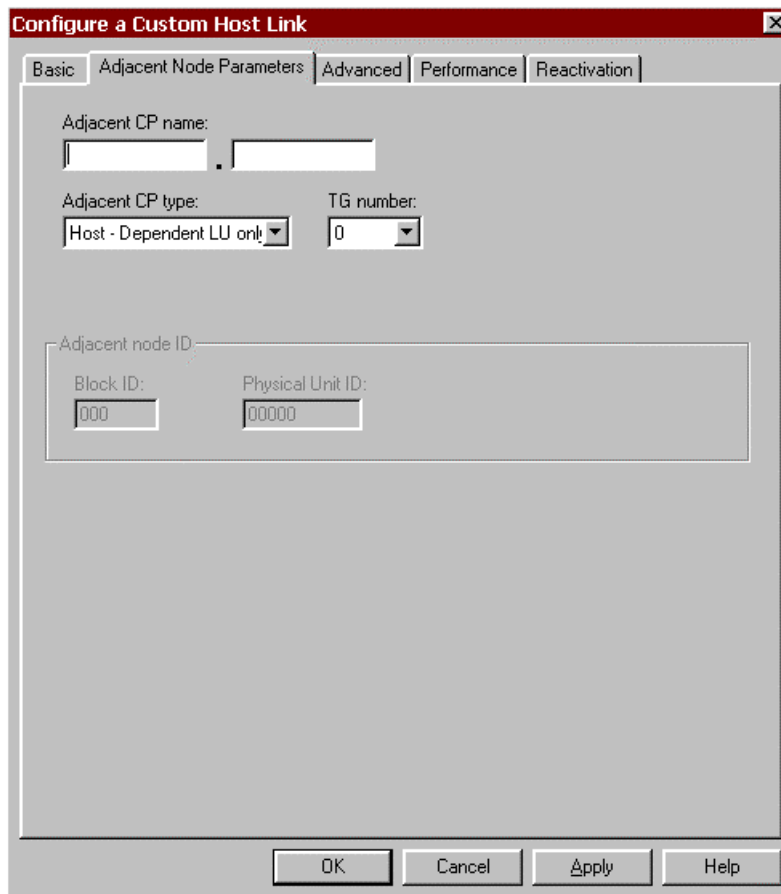 Configure a Custom Host Link
Basic Adjacent Node Parameters Advanced Performance Reactivation
Adjacent CP name:
.
Adjacent CP type: TG number:
Host - Dependent LU only 0
Adjacent node ID
Block ID: Physical Unit ID:
000 00000
OK Cancel Apply Help